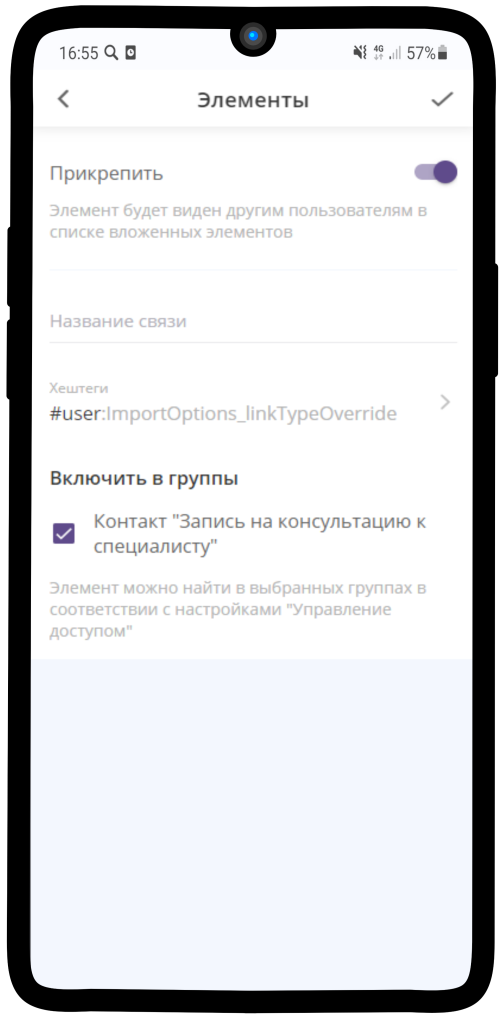 16:55 4G 57%
Элементы
Прикрепить
Элемент будет виден другим пользователям в
списке вложенных элементов
Название связи
Хештеги
#user:ImportOptions_linkTypeOverride
Включить в группы
Контакт "Запись на консультацию к
специалисту"
Элемент можно найти в выбранных группах в
соответствии с настройками "Управление
доступом"